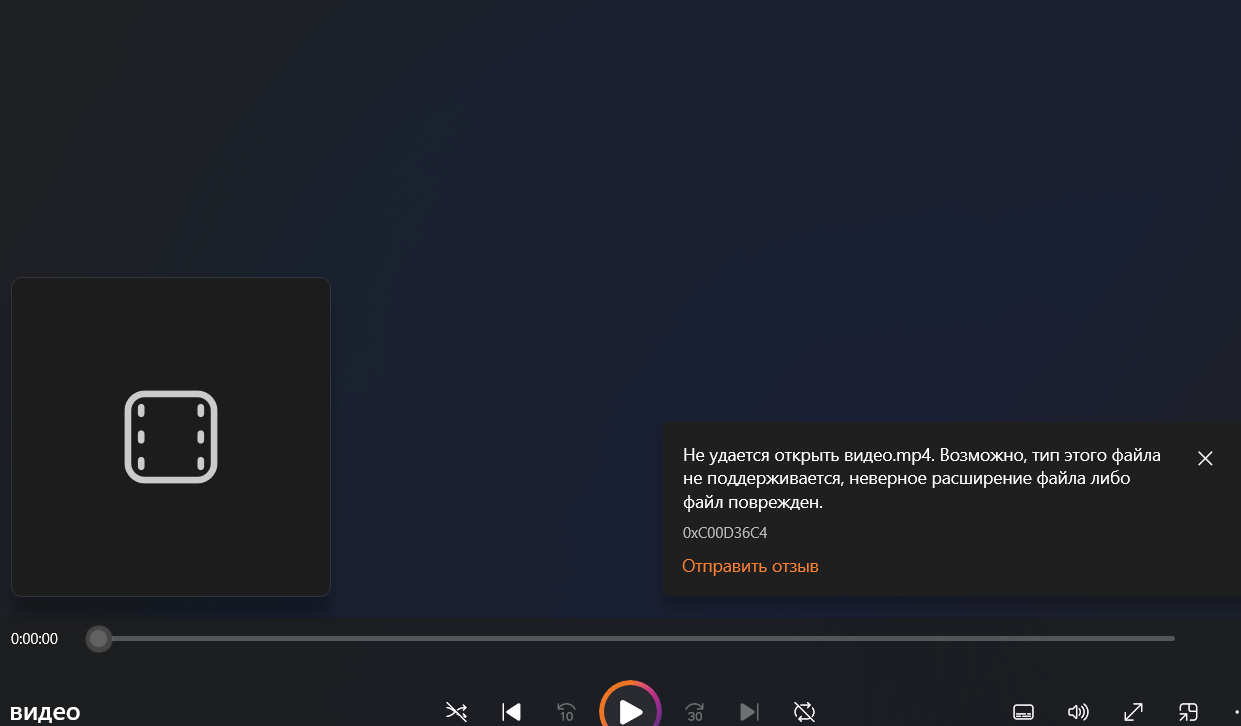 Не удается открыть видео.mp4. Возможно, тип этого файла
не поддерживается, неверное расширение файла либо
файл поврежден.
0xC00D36C4
Отправить отзыв
0:00:00
видео
10
30